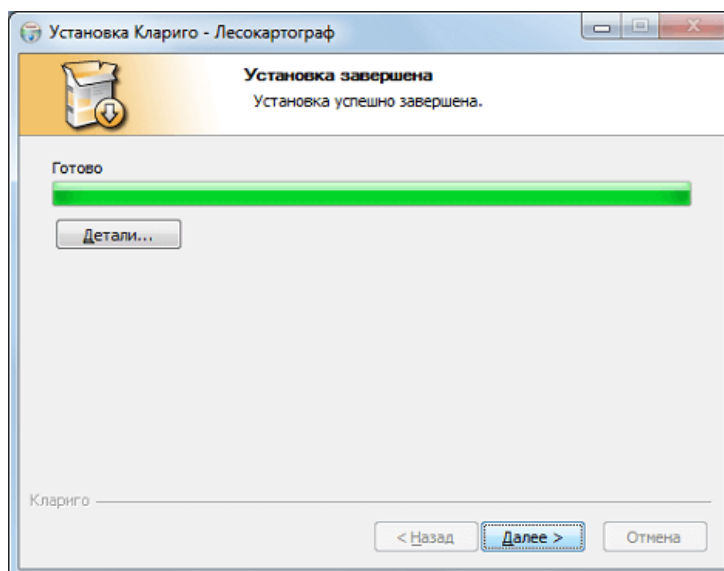 Установка Клариго - Лесокартограф
Установка завершена
Установка успешно завершена.
Готово
Детали...
Клариго
< Назад
Далее >
Отмена